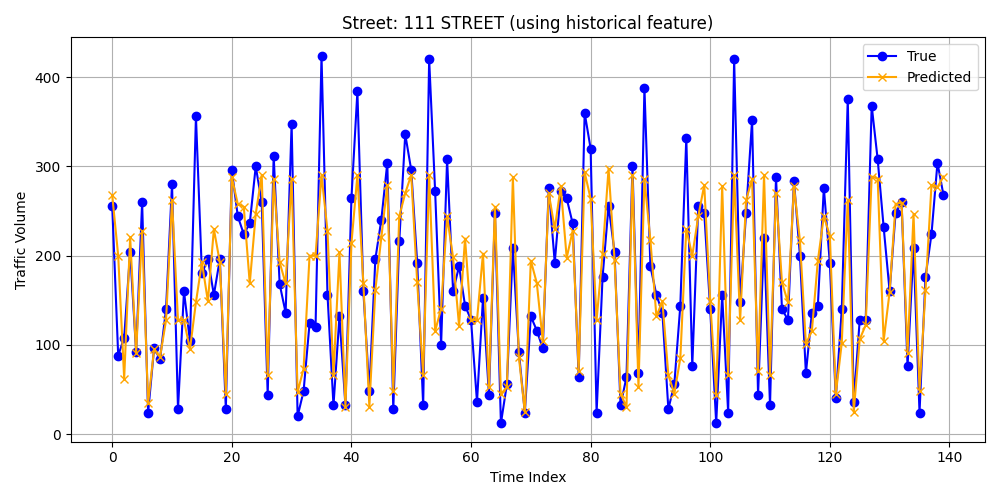 Street: 111 STREET (using historical feature)
True
Predicted
Traffic Volume
400
300
200
100
0
0 20 40 60 80 100 120 140
Time Index